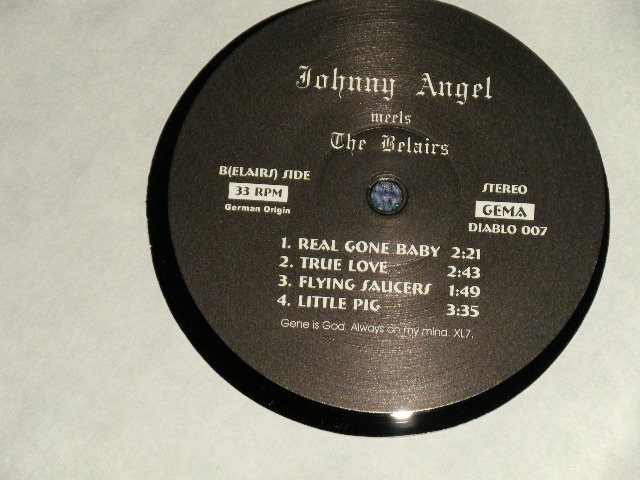 Johnny Angel
meets
The Belairs
B(ELAIRS) SIDE
33 RPM
German Origin
STEREO
GEMA
DIABLO 007
1. REAL GONE BABY 2:21
2. TRUE LOVE 2:43
3. FLYING SAUCERS 1:49
4. LITTLE PIG 3:35
Gene is God. Always on my mind. XL7.